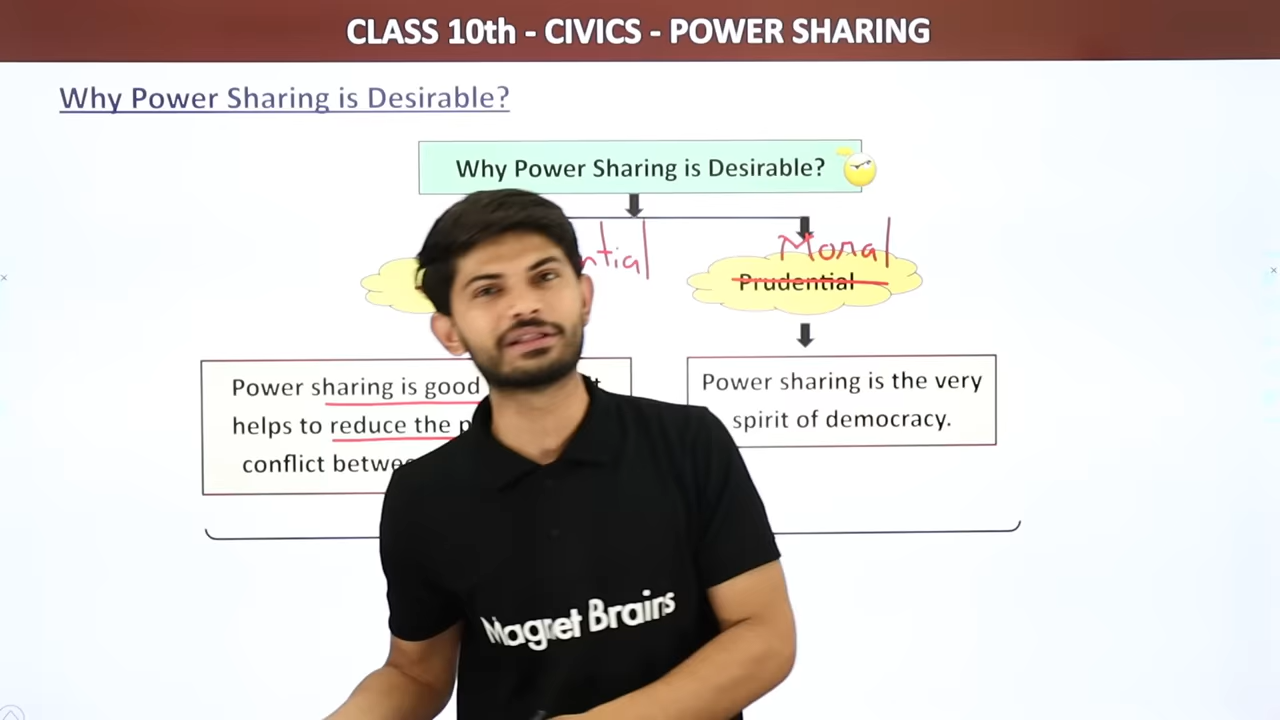 CLASS 10th - CIVICS - POWER SHARING
Why Power Sharing is Desirable?
Why Power Sharing is Desirable?
Moral
Prudential
Power sharing is good
helps to reduce the
conflict
Power sharing is the very
spirit of democracy.
Magnet Brains